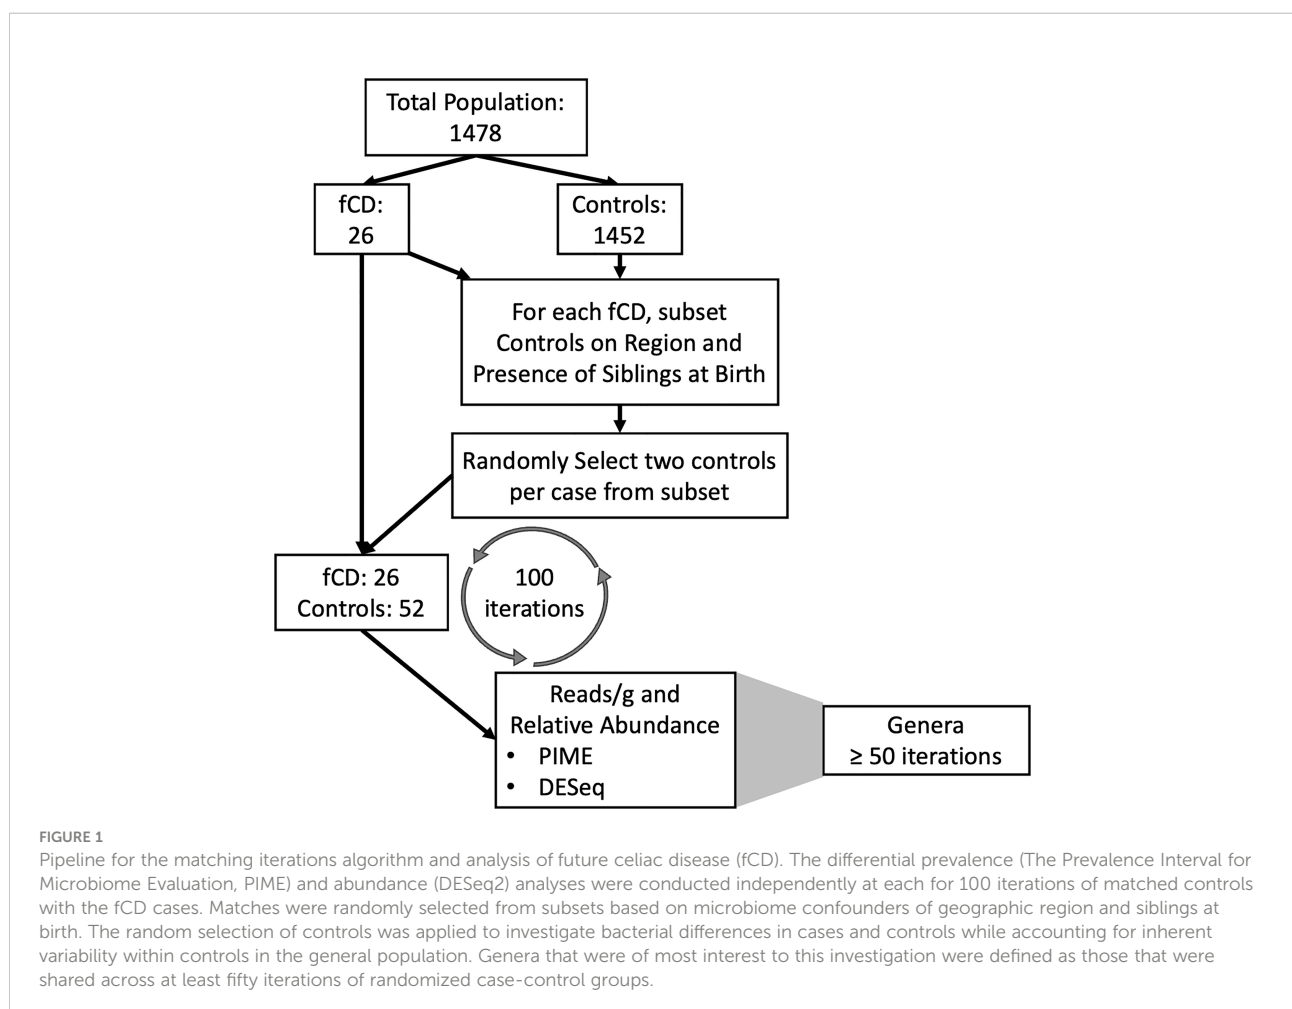 Total Population:
1478
fCD:
26
Controls:
1452
For each fCD, subset
Controls on Region and
Presence of Siblings at Birth
Randomly Select two controls
per case from subset
fCD: 26
Controls: 52
100
iterations
Reads/g and
Relative Abundance
• PIME
• DESeq
Genera
≥ 50 iterations
FIGURE 1
Pipeline for the matching iterations algorithm and analysis of future celiac disease (fCD). The differential prevalence (The Prevalence Interval for
Microbiome Evaluation, PIME) and abundance (DESeq2) analyses were conducted independently at each for 100 iterations of matched controls
with the fCD cases. Matches were randomly selected from subsets based on microbiome confounders of geographic region and siblings at
birth. The random selection of controls was applied to investigate bacterial differences in cases and controls while accounting for inherent
variability within controls in the general population. Genera that were of most interest to this investigation were defined as those that were
shared across at least fifty iterations of randomized case-control groups.